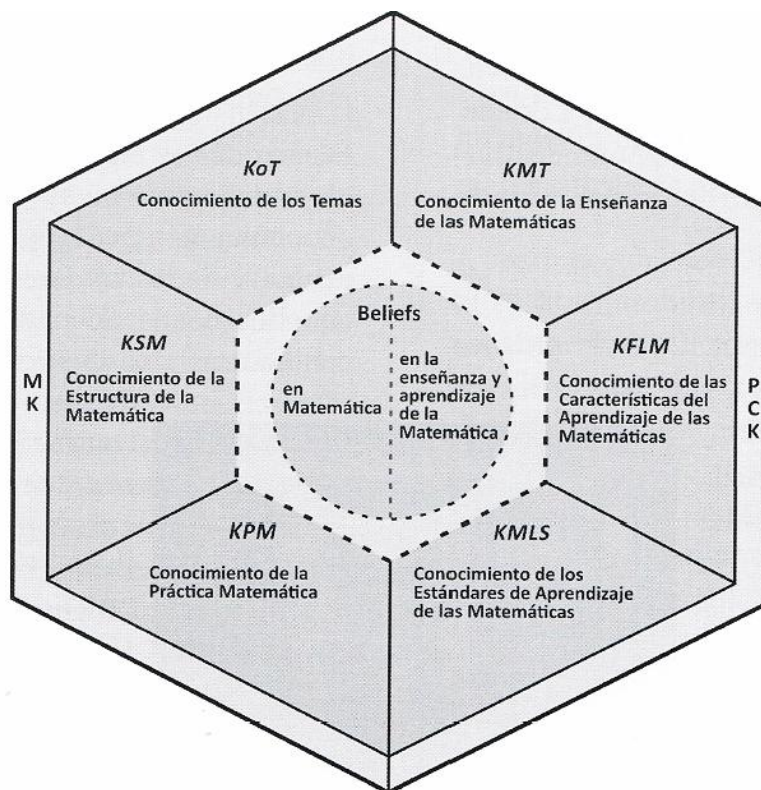 KoT
Conocimiento de los Temas
KMT
Conocimiento de la Enseñanza
de las Matemáticas
Beliefs
en
Matemática
en la
enseñanza y
aprendizaje
de la
Matemática
KSM
Conocimiento de la
Estructura de la
Matemática
KFLM
Conocimiento de las
Características del
Aprendizaje de las
Matemáticas
M
K
P
C
K
KPM
Conocimiento de la
Práctica Matemática
KMLS
Conocimiento de los
Estándares de Aprendizaje
de las Matemáticas